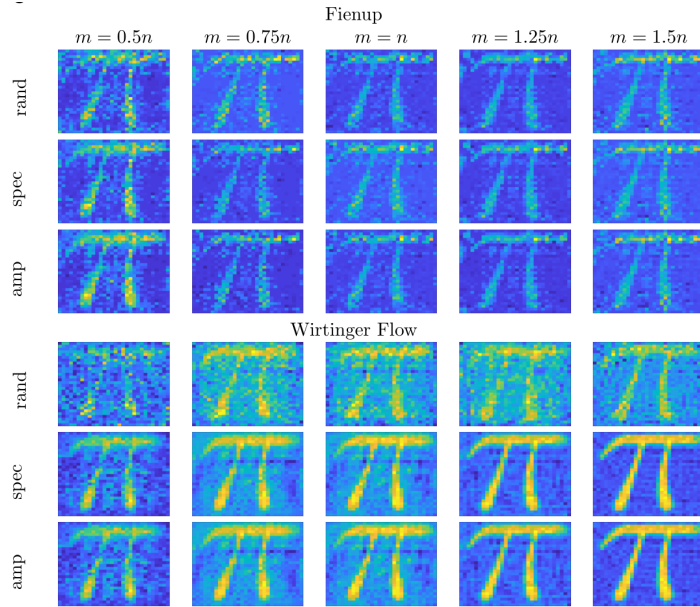 Fienup
m = 0.5n m = 0.75n m = n m = 1.25n m = 1.5n
rand
spec
amp
Wirtinger Flow
rand
spec
amp